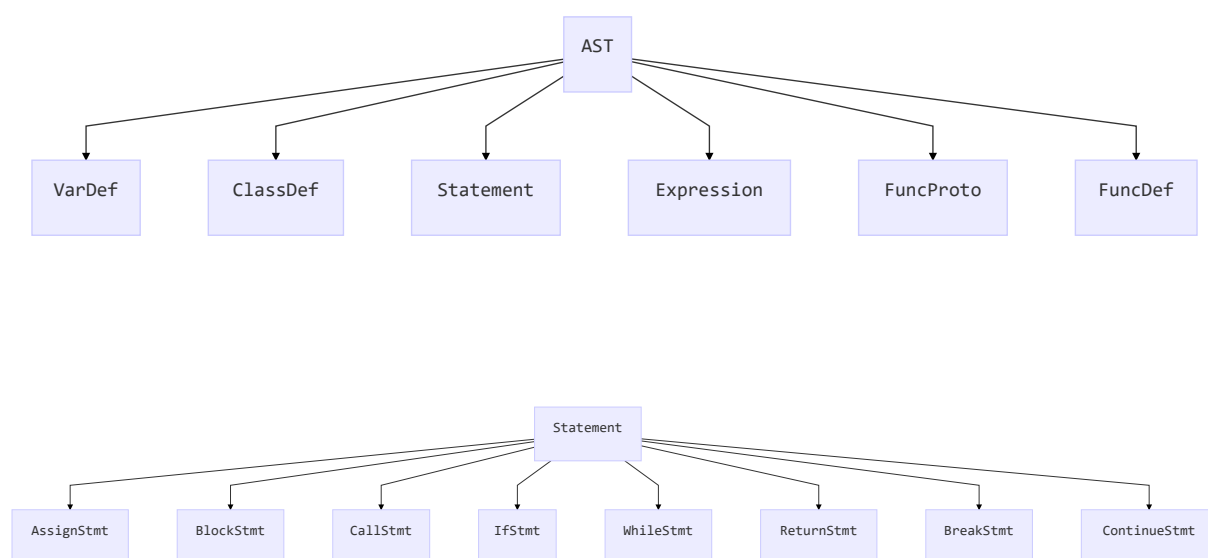 AST
VarDef ClassDef Statement Expression FuncProto FuncDef
Statement
AssignStmt BlockStmt CallStmt IfStmt WhileStmt ReturnStmt BreakStmt ContinueStmt